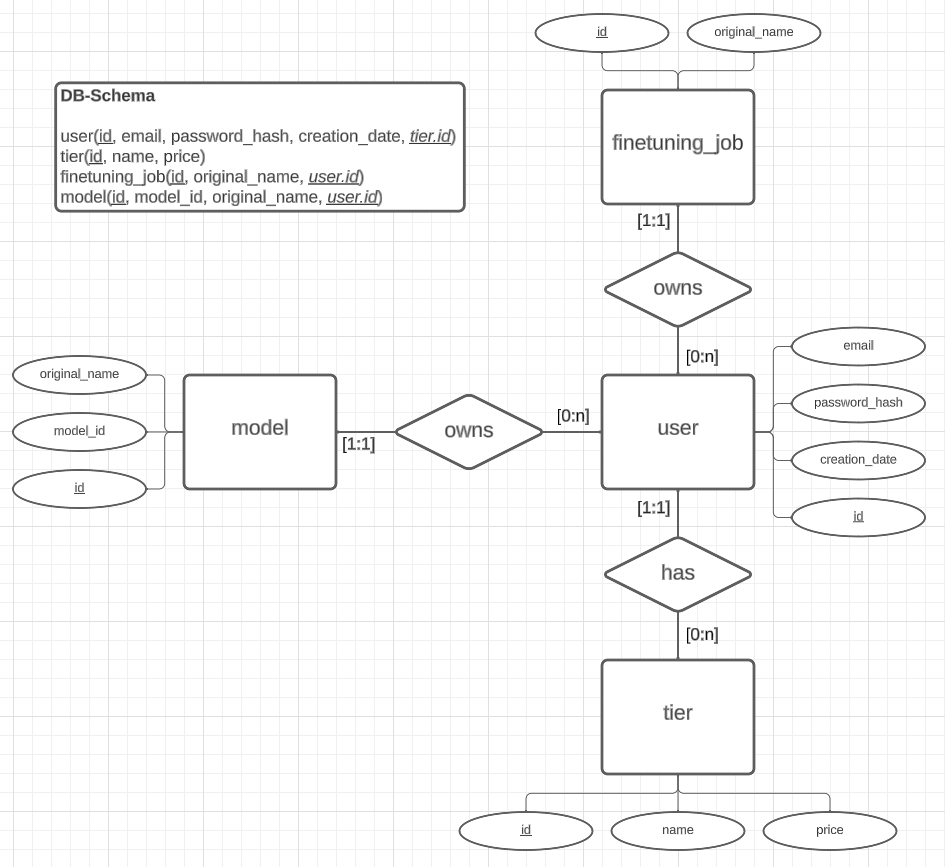 id
original_name
DB-Schema
user(id, email, password_hash, creation_date, tier.id)
tier(id, name, price)
finetuning_job(id, original_name, user.id)
model(id, model_id, original_name, user.id)
finetuning_job
[1:1]
owns
[0:n]
original_name
model_id
id
model
[1:1]
owns
[0:n]
user
email
password_hash
creation_date
id
[1:1]
has
[0:n]
tier
id
name
price